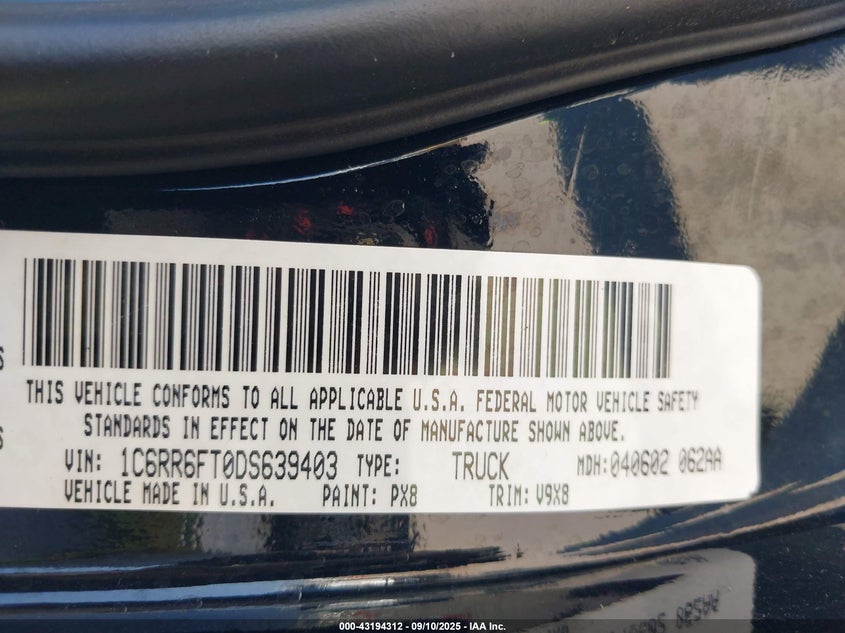 THIS VEHICLE CONFORMS TO ALL APPLICABLE U.S.A. FEDERAL MOTOR VEHICLE SAFETY
STANDARDS IN EFFECT ON THE DATE OF MANUFACTURE SHOWN ABOVE.
VIN: 1C6RR6FT0DS639403 TYPE: TRUCK MDH: 040602 062AA
VEHICLE MADE IN U.S.A. PAINT: PX8 TRIM: V9X8
000-43194312 - 09/10/2025 - IAA Inc.